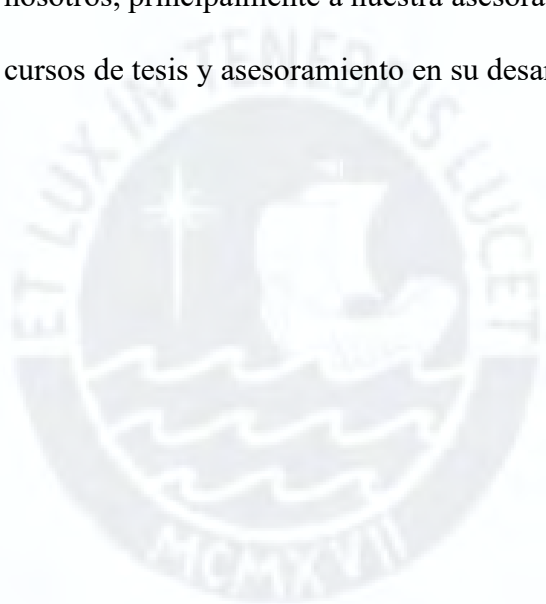 nosotros, principalmente a nuestra asesora
cursos de tesis y asesoramiento en su desar
ET LUX IN TENEBRIS LUCET
MCMXVII